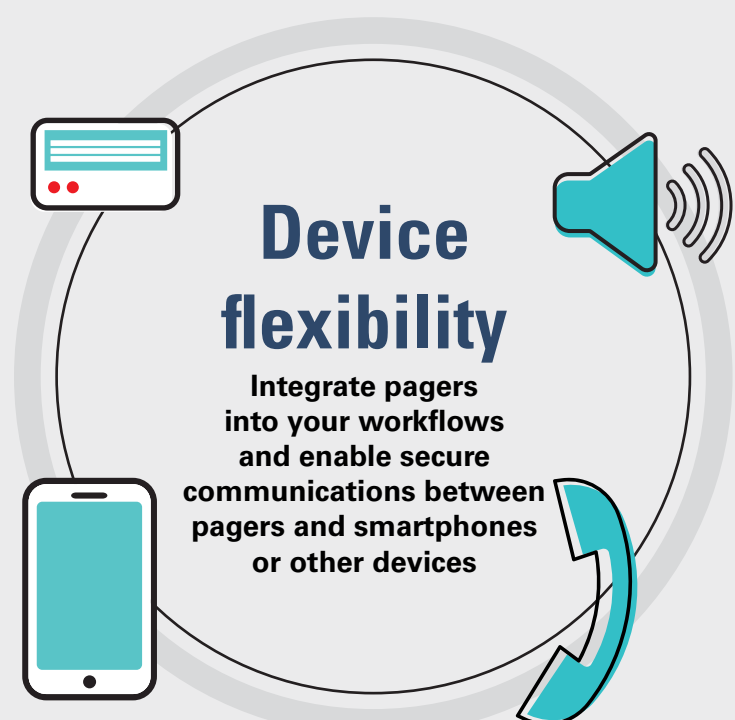 Device
flexibility
Integrate pagers
into your workflows
and enable secure
communications between
pagers and smartphones
or other devices